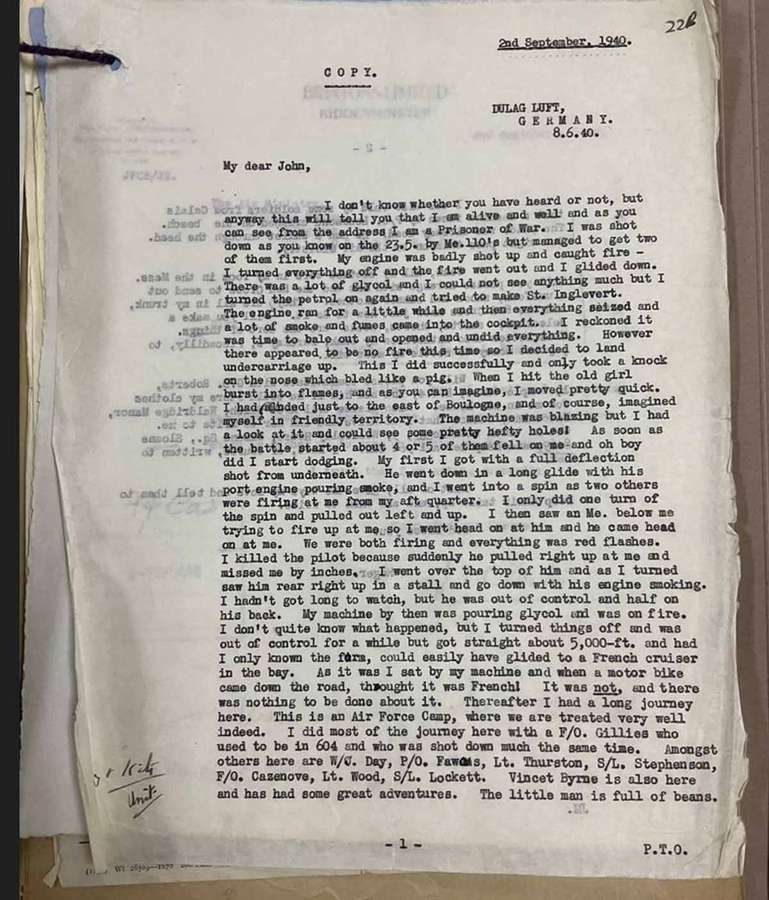 22B
2nd September. 1940.
C O P Y.
DULAG LUFT,
G E R M A N Y.
8.6.40.
My dear John,
I don't know whether you have heard or not, but
anyway this will tell you that I am alive and well and as you
can see from the address I am a Prisoner of War. I was shot
down as you know on the 23.5. by Me.110's but managed to get two
of them first. My engine was badly shot up and caught fire -
I turned everything off and the fire went out and I glided down.
There was a lot of glycol and I could not see anything much but I
turned the petrol on again and tried to make St. Inglevert.
The engine ran for a little while and then everything seized and
a lot of smoke and fumes came into the cockpit. I reckoned it
was time to bale out and opened and undid everything. However
there appeared to be no fire this time so I decided to land
undercarriage up. This I did successfully and only took a knock
on the nose which bled like a pig. When I hit the old girl
burst into flames, and as you can imagine, I moved pretty quick.
I had landed just to the east of Boulogne, and of course, imagined
myself in friendly territory. The machine was blazing but I had
a look at it and could see some pretty hefty holes! As soon as
the battle started about 4 or 5 of them fell on me-and oh boy
did I start dodging. My first I got with a full deflection
shot from underneath. He went down in a long glide with his
port engine pouring smoke, and I went into a spin as two others
were firing at me from my aft quarter. I only did one turn of
the spin and pulled out left and up. I then saw an Me. below me
trying to fire up at me so I went head on at him and he came head
on at me. We were both firing and everything was red flashes.
I killed the pilot because suddenly he pulled right up at me and
missed me by inches. I went over the top of him and as I turned
saw him rear right up in a stall and go down with his engine smoking.
I hadn't got long to watch, but he was out of control and half on
his back. My machine by then was pouring glycol and was on fire.
I don't quite know what happened, but I turned things off and was
out of control for a while but got straight about 5,000-ft. and had
I only known the form, could easily have glided to a French cruiser
in the bay. As it was I sat by my machine and when a motor bike
came down the road, thought it was French! It was not, and there
was nothing to be done about it. Thereafter I had a long journey
here. This is an Air Force Camp, where we are treated very well
indeed. I did most of the journey here with a F/O. Gillies who
used to be in 604 and who was shot down much the same time. Amongst
others here are W/C. Day, P/O. Fawcus, Lt. Thurston, S/L. Stephenson,
F/O. Cazenove, Lt. Wood, S/L. Lockett. Vincet Byrne is also here
and has had some great adventures. The little man is full of beans.
Unit
- 1 -
P.T.O.